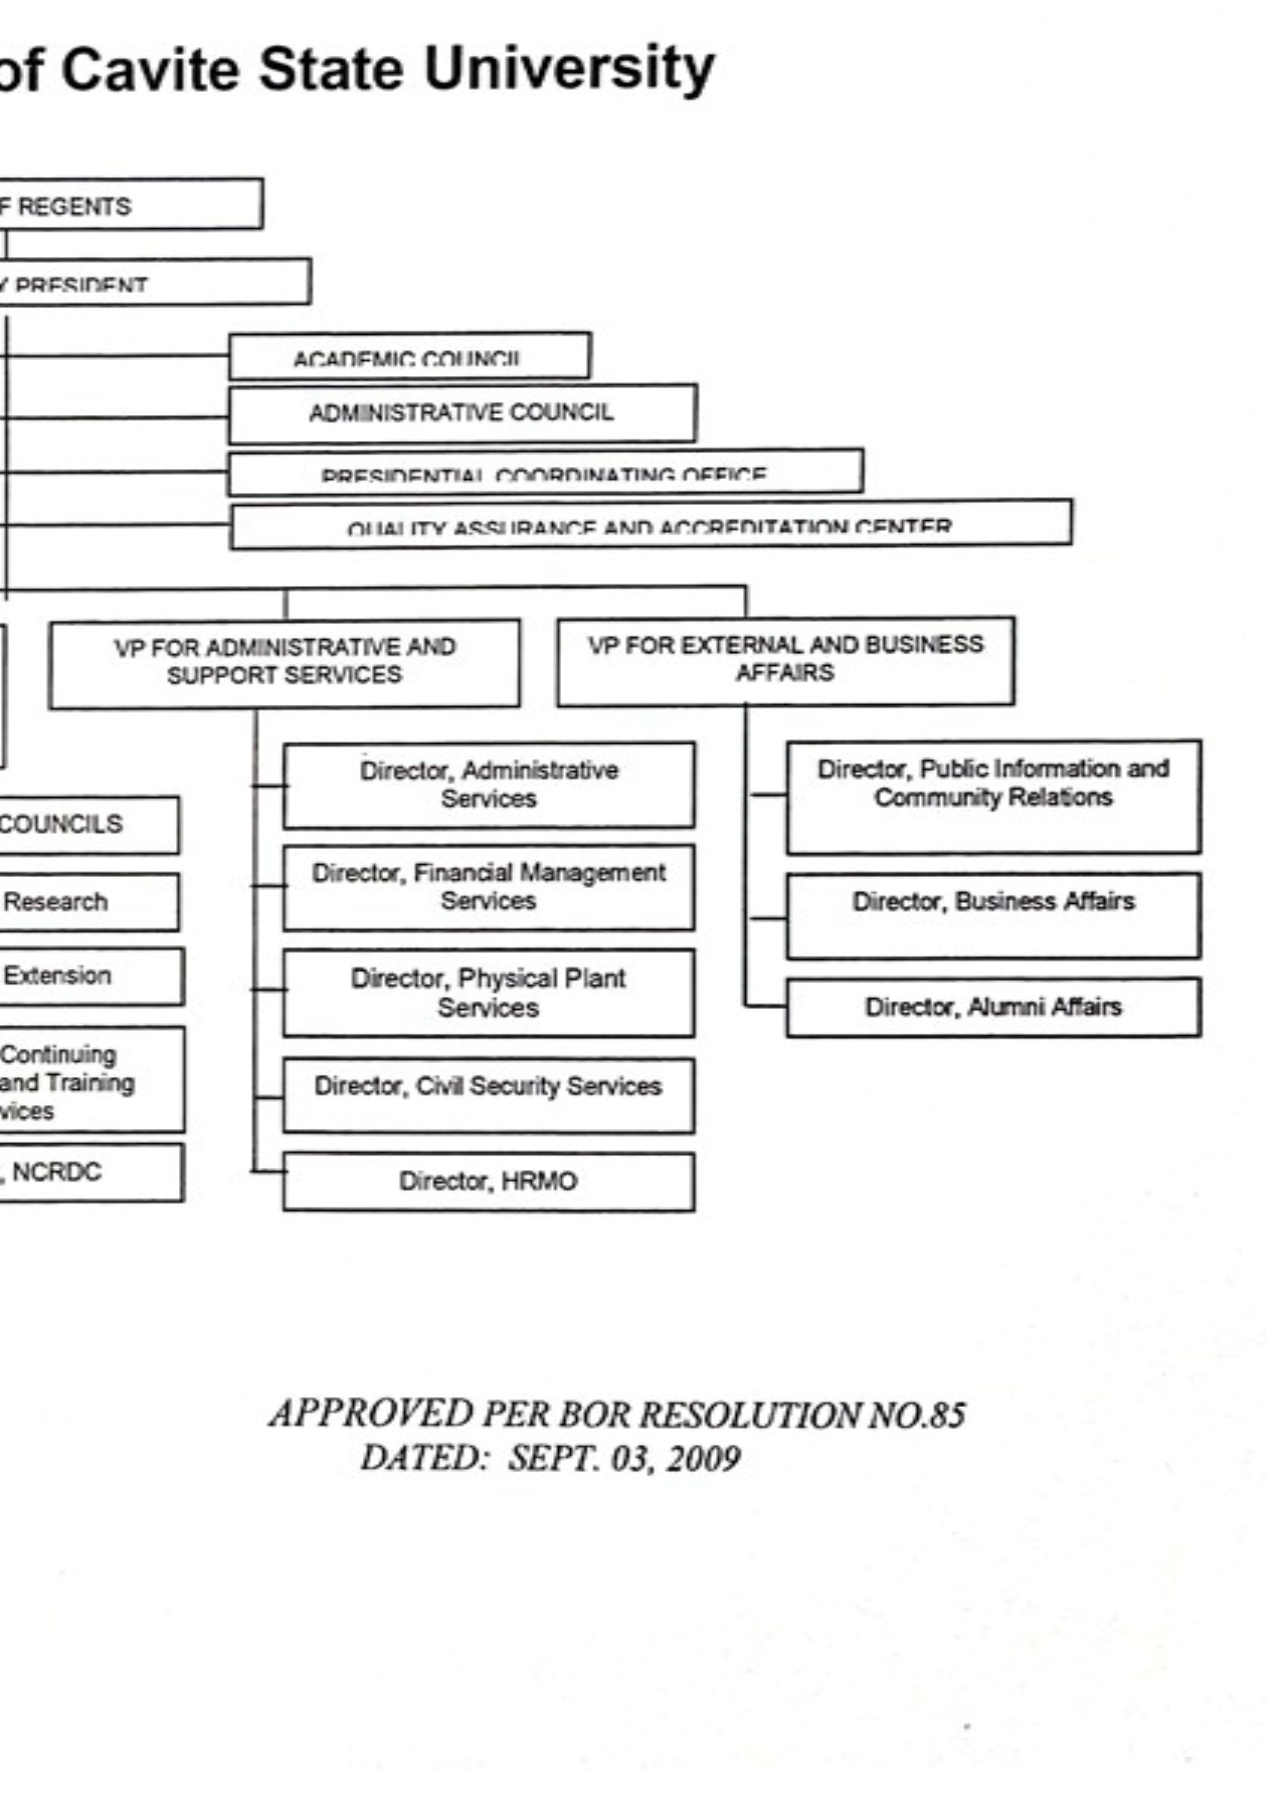 of Cavite State University
F REGENTS
Y PRESIDENT
ACADEMIC COUNCIL
ADMINISTRATIVE COUNCIL
PRESIDENTIAL COORDINATING OFFICE
QUALITY ASSURANCE AND ACCREDITATION CENTER
VP FOR ADMINISTRATIVE AND
SUPPORT SERVICES
VP FOR EXTERNAL AND BUSINESS
AFFAIRS
COUNCILS
Research
Extension
Continuing
and Training
vices
, NCRDC
Director, Administrative
Services
Director, Financial Management
Services
Director, Physical Plant
Services
Director, Civil Security Services
Director, HRMO
Director, Public Information and
Community Relations
Director, Business Affairs
Director, Alumni Affairs
APPROVED PER BOR RESOLUTION NO.85
DATED: SEPT. 03, 2009